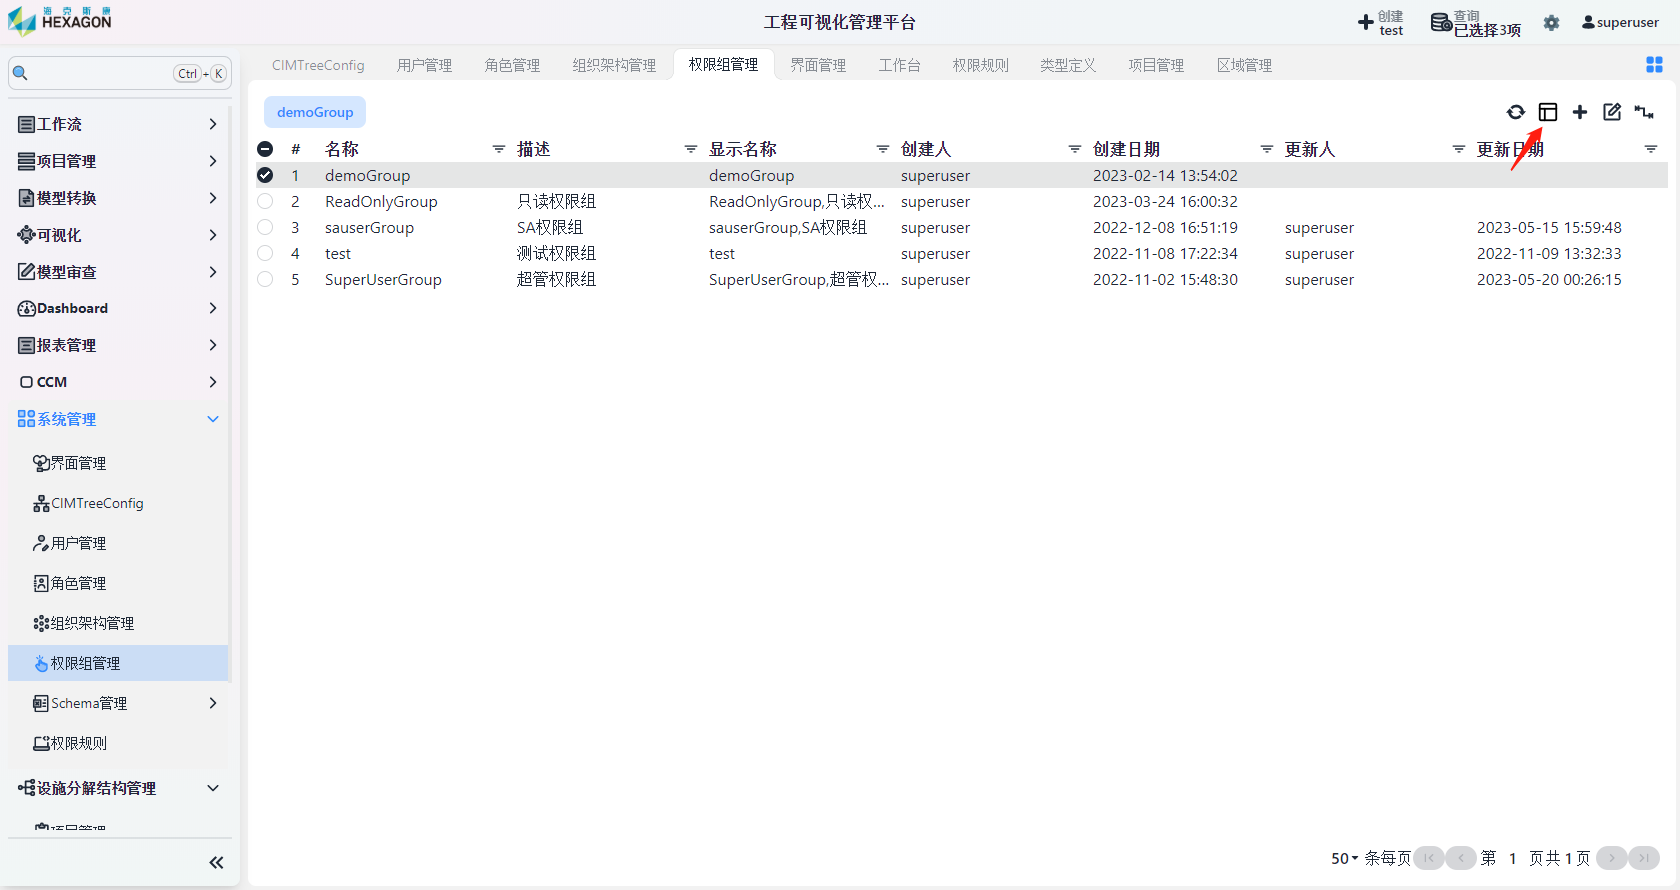 海克斯康
HEXAGON
工程可视化管理平台
创建
test
查询
已选择3项
superuser
Ctrl + K
CIMTreeConfig 用户管理 角色管理 组织架构管理 权限组管理 界面管理 工作台 权限规则 类型定义 项目管理 区域管理
工作流
项目管理
模型转换
可视化
模型审查
Dashboard
报表管理
CCM
系统管理
界面管理
CIMTreeConfig
用户管理
角色管理
组织架构管理
权限组管理
Schema管理
权限规则
设施分解结构管理
项目管理
demoGroup
# 名称 描述 显示名称 创建人 创建日期 更新人 更新日期
1 demoGroup demoGroup superuser 2023-02-14 13:54:02
2 ReadOnlyGroup 只读权限组 ReadOnlyGroup,只读权... superuser 2023-03-24 16:00:32
3 sauserGroup SA权限组 sauserGroup,SA权限组 superuser 2022-12-08 16:51:19 superuser 2023-05-15 15:59:48
4 test 测试权限组 test superuser 2022-11-08 17:22:34 superuser 2022-11-09 13:32:33
5 SuperUserGroup 超管权限组 SuperUserGroup,超管权... superuser 2022-11-02 15:48:30 superuser 2023-05-20 00:26:15
50 条每页 第 1 页共1页